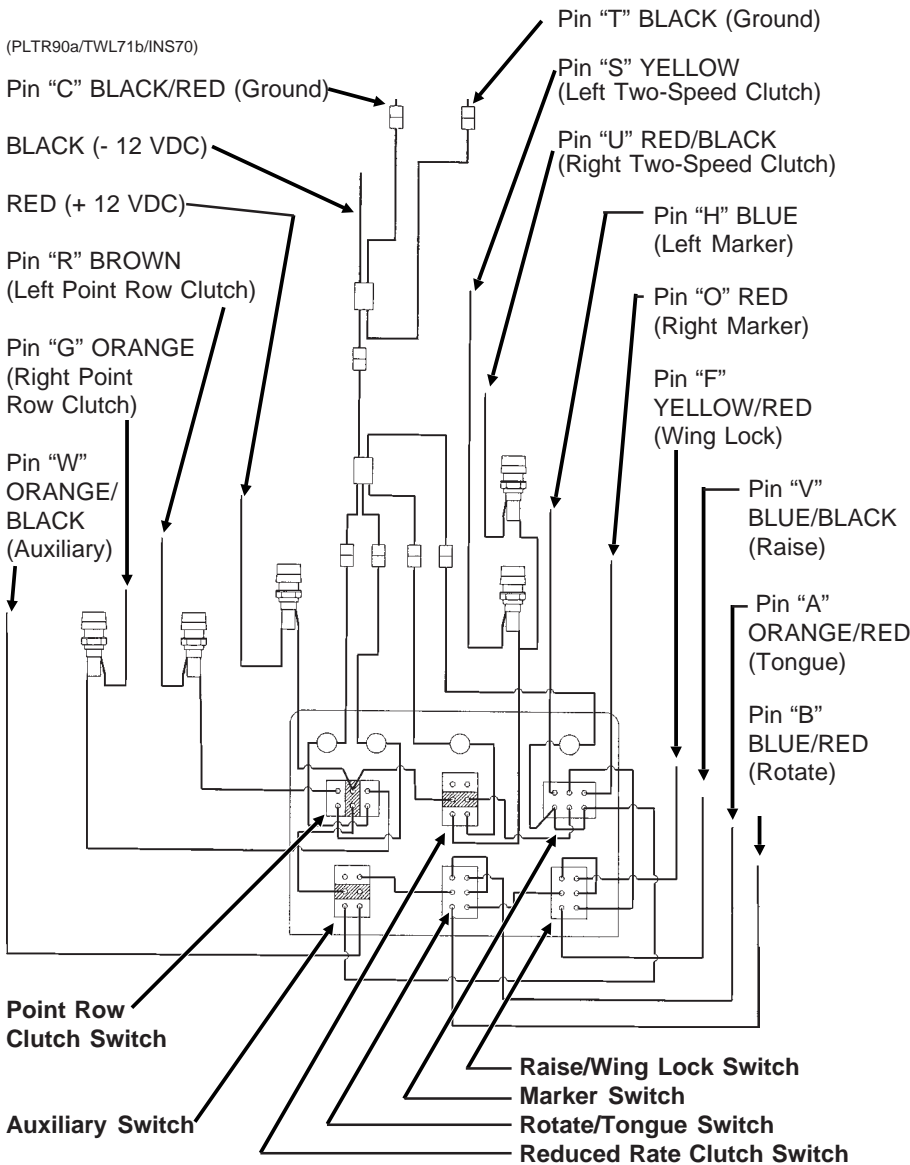 (PLTR90a/TWL71b/INS70)
Pin “C” BLACK/RED (Ground)
BLACK (- 12 VDC)
RED (+ 12 VDC)
Pin “R” BROWN
(Left Point Row Clutch)
Pin “G” ORANGE
(Right Point
Row Clutch)
Pin “W”
ORANGE/
BLACK
(Auxiliary)
Pin “T” BLACK (Ground)
Pin “S” YELLOW
(Left Two-Speed Clutch)
Pin “U” RED/BLACK
(Right Two-Speed Clutch)
Pin “H” BLUE
(Left Marker)
Pin “O” RED
(Right Marker)
Pin “F”
YELLOW/RED
(Wing Lock)
Pin “V”
BLUE/BLACK
(Raise)
Pin “A”
ORANGE/RED
(Tongue)
Pin “B”
BLUE/RED
(Rotate)
Point Row
Clutch Switch
Auxiliary Switch
Raise/Wing Lock Switch
Marker Switch
Rotate/Tongue Switch
Reduced Rate Clutch Switch